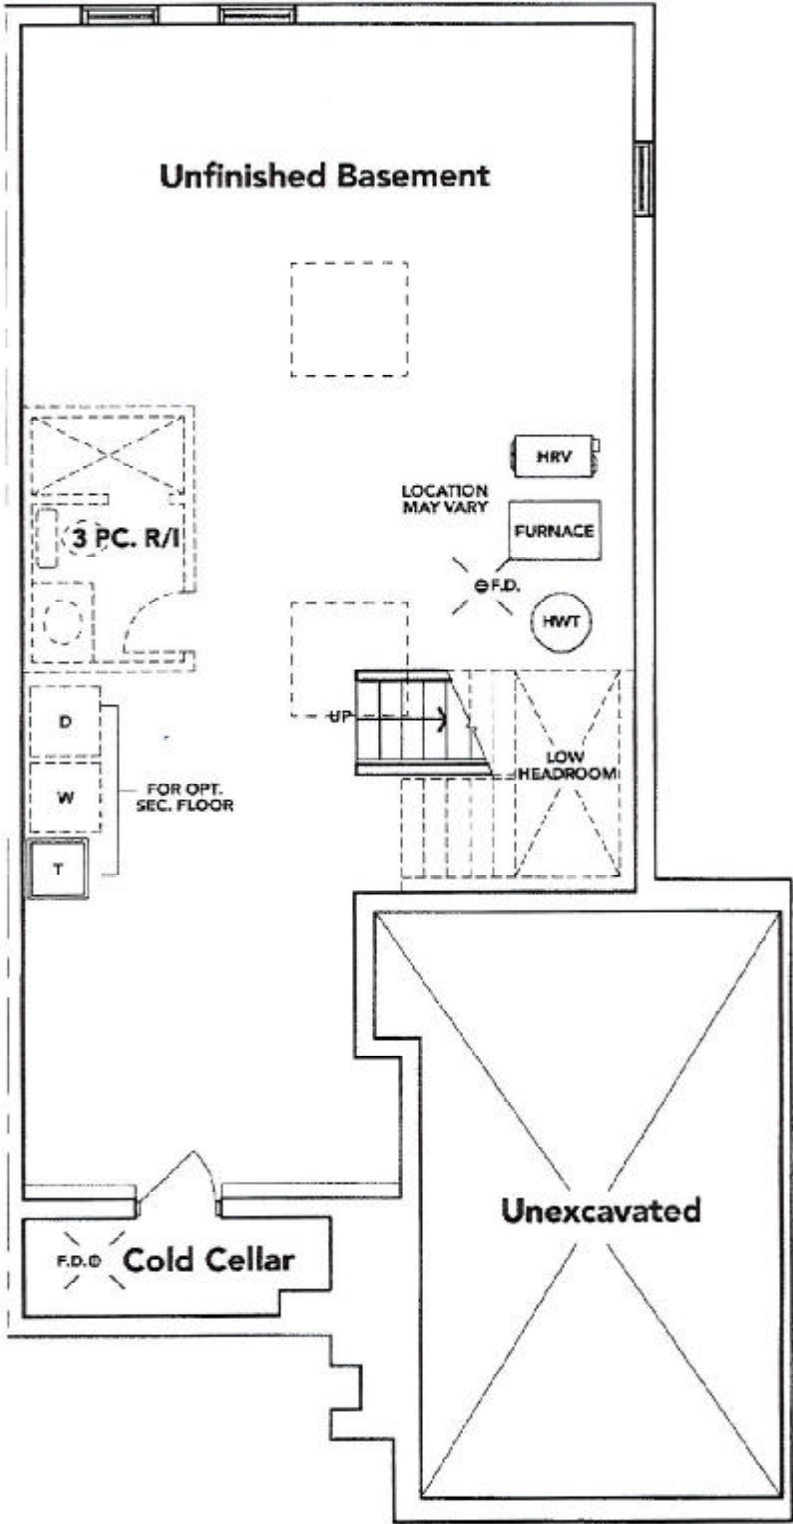 Unfinished Basement
HRV
LOCATION
MAY VARY
FURNACE
3 PC. R/I
F.D.
HWT
UP
D
LOW
HEADROOM
W
FOR OPT.
SEC. FLOOR
T
Unexcavated
F.D.
Cold Cellar